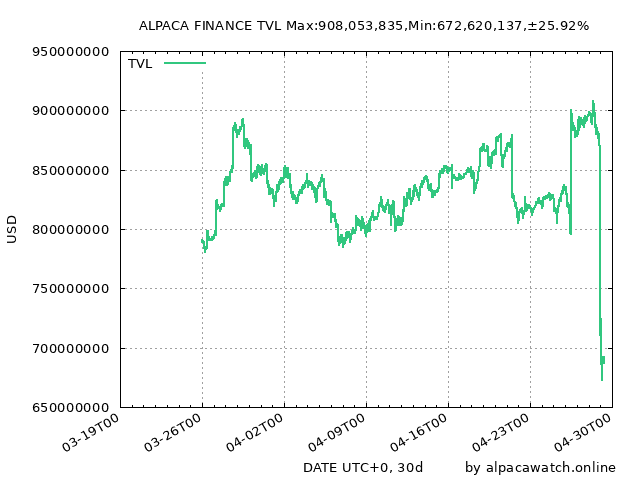 ALPACA FINANCE TVL Max:908,053,835,Min:672,620,137,±25.92%
TVL
950000000
900000000
850000000
800000000
750000000
700000000
650000000
USD
03-19T00
03-26T00
04-02T00
04-09T00
04-16T00
04-23T00
04-30T00
DATE UTC+0, 30d
by alpacawatch.online